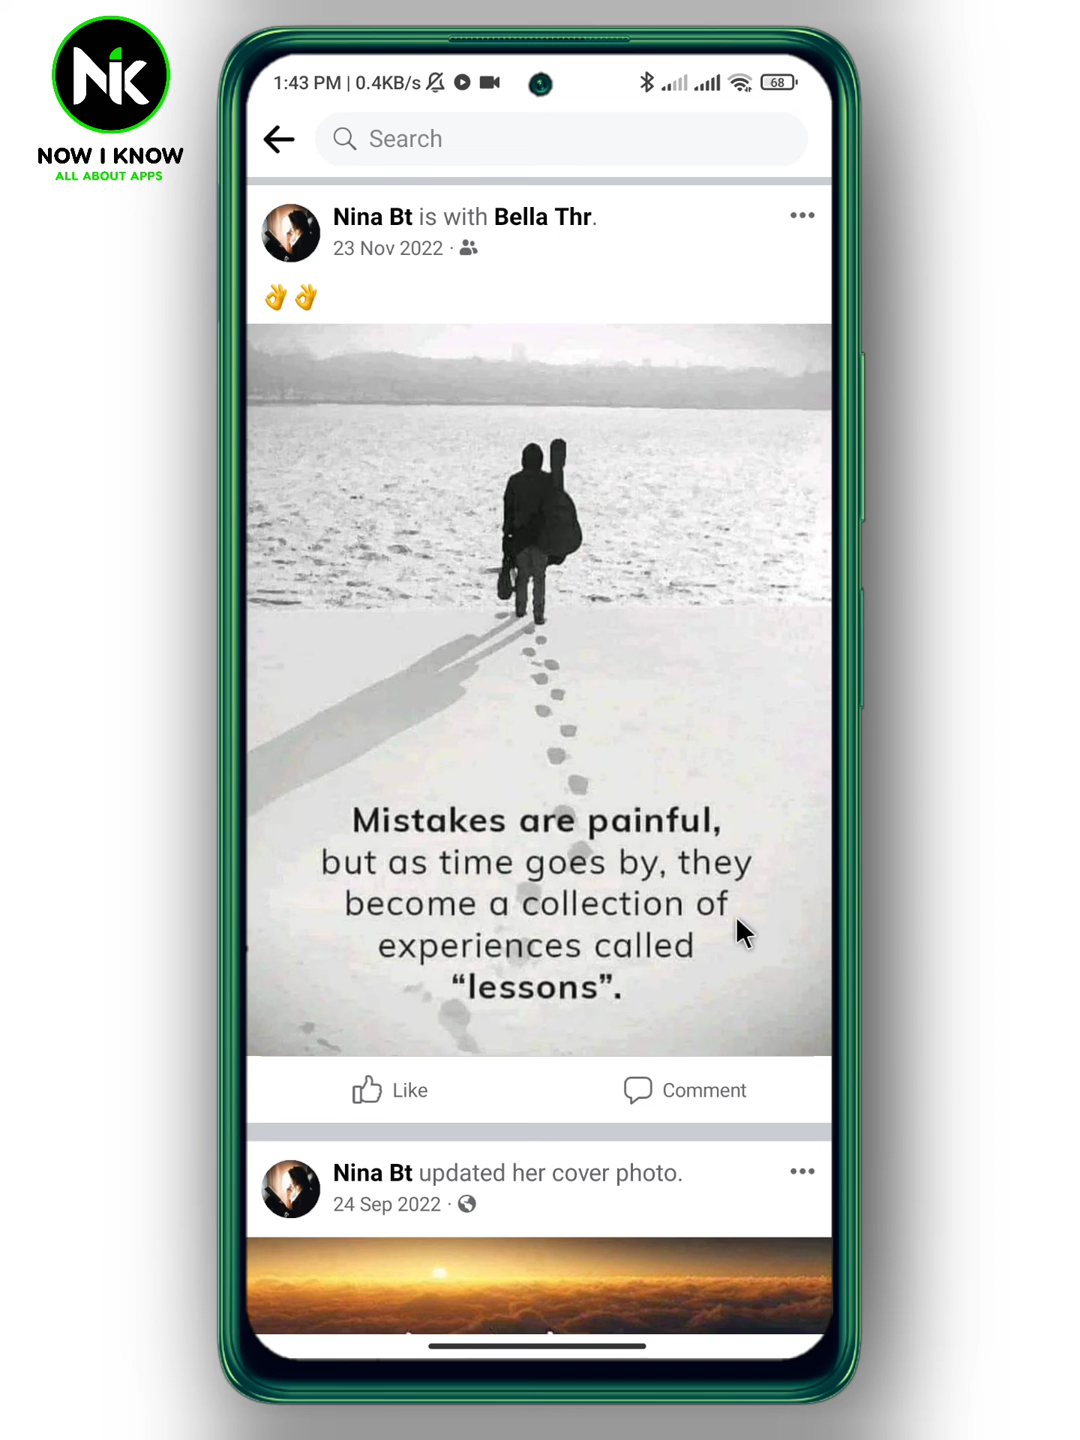 NiK
NOW I KNOW
ALL ABOUT APPS
1:43 PM | 0.4KB/s
68
Search
Nina Bt is with Bella Thr.
23 Nov 2022 ·
Mistakes are painful,
but as time goes by, they
become a collection of
experiences called
“lessons”.
Like
Comment
Nina Bt updated her cover photo.
24 Sep 2022 ·